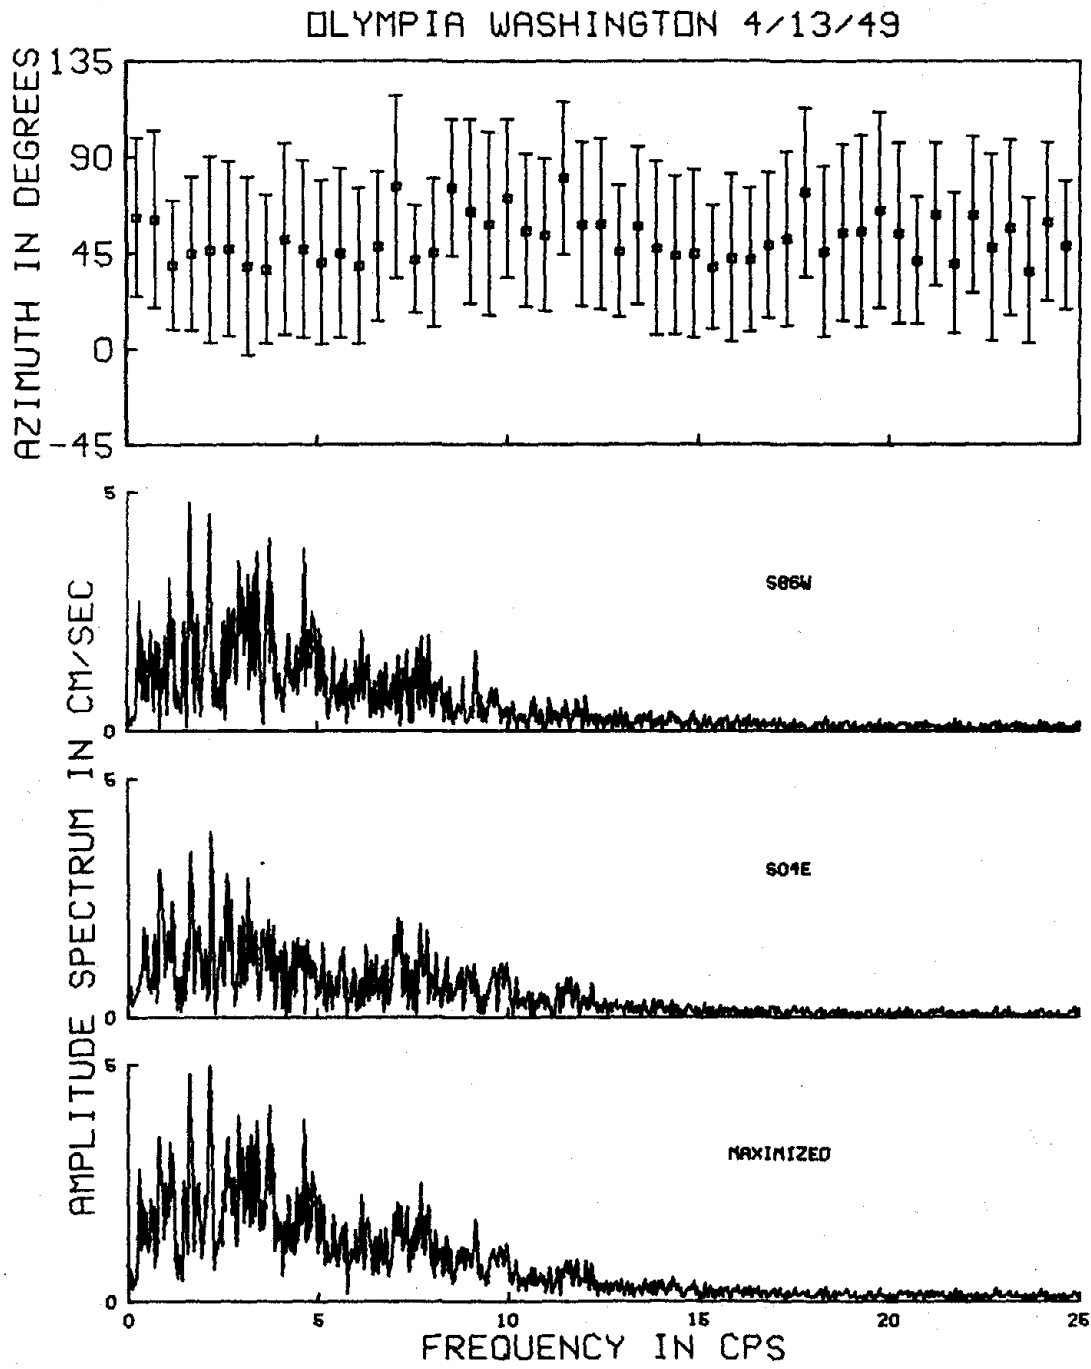 OLYMPIA WASHINGTON 4/13/49
AZIMUTH IN DEGREES
135
90
45
0
-45
AMPLITUDE SPECTRUM IN CM/SEC
5
S86W
0
5
S04E
0
5
MAXIMIZED
0
0 5 10 15 20 25
FREQUENCY IN CPS